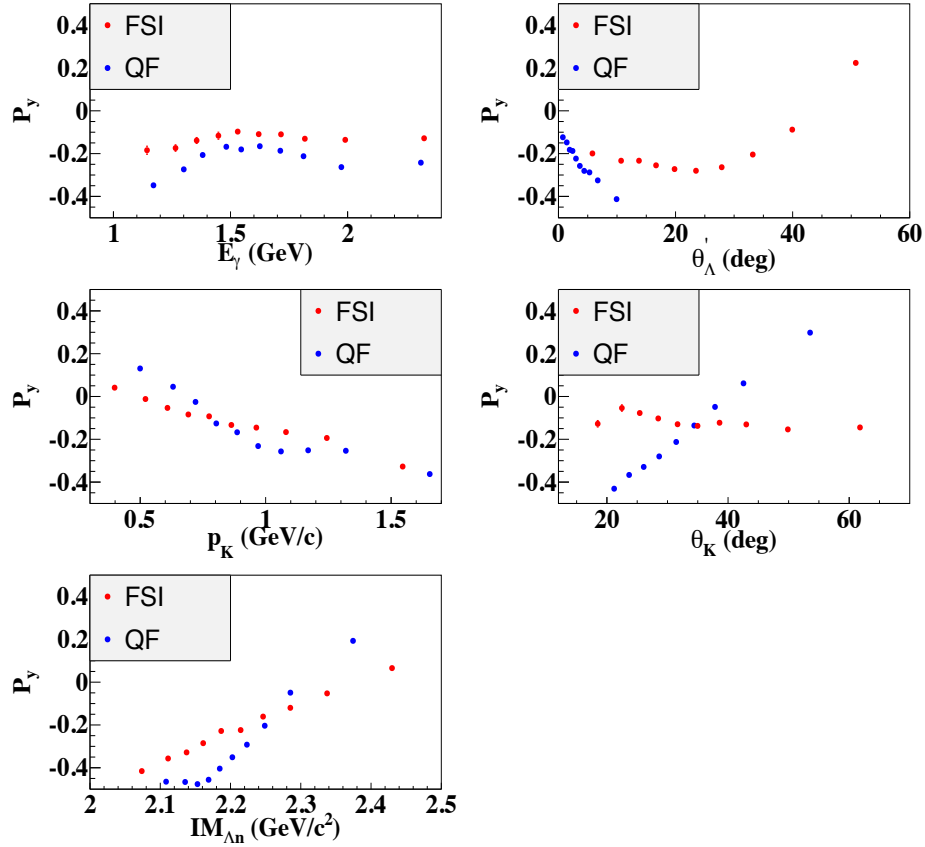 0.4
0.2
0
-0.2
-0.4
P_y
FSI
QF
1 1.5 2
E_γ (GeV)
0.4
0.2
0
-0.2
-0.4
P_y
FSI
QF
0 20 40 60
θ'_Λ (deg)
0.4
0.2
0
-0.2
-0.4
P_y
FSI
QF
0.5 1 1.5
p_K (GeV/c)
0.4
0.2
0
-0.2
-0.4
P_y
FSI
QF
20 40 60
θ_K (deg)
0.4
0.2
0
-0.2
-0.4
P_y
FSI
QF
2 2.1 2.2 2.3 2.4 2.5
IM_Λn (GeV/c²)